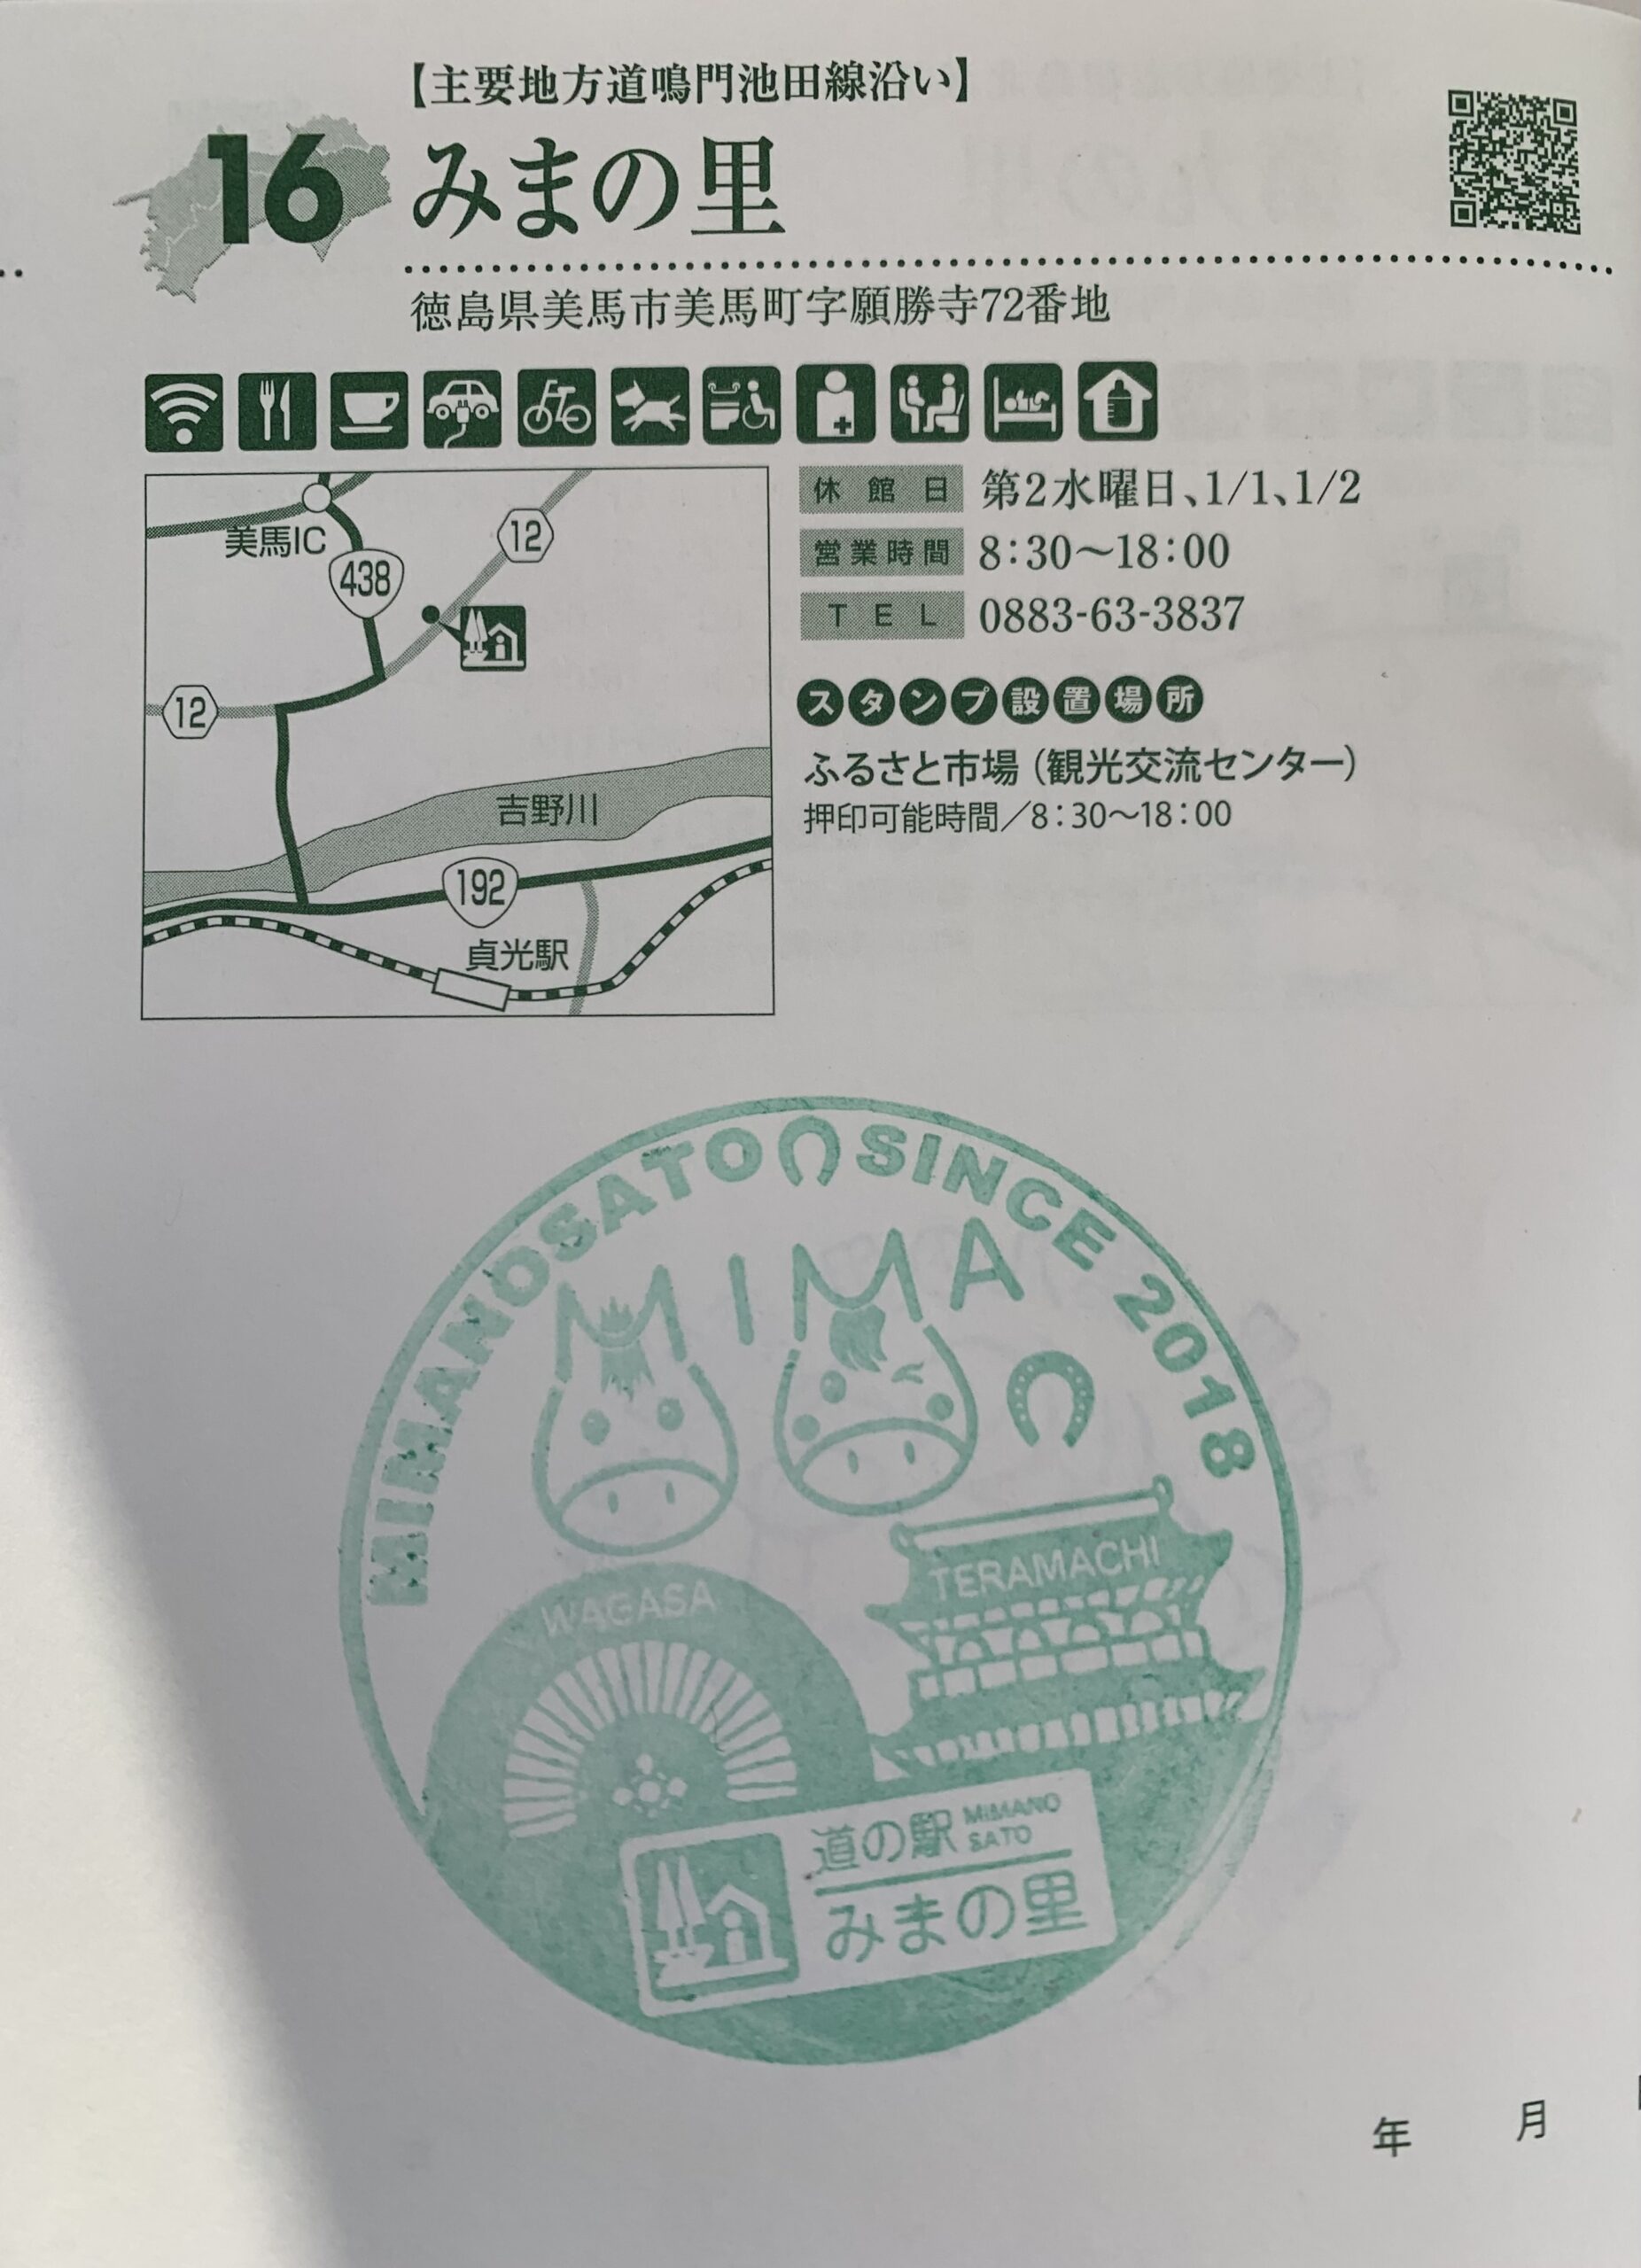 【主要地方道鳴門池田線沿い】
16 みまの里
徳島県美馬市美馬町字願勝寺72番地
休館日 第2水曜日、1/1、1/2
営業時間 8:30〜18:00
TEL 0883-63-3837
スタンプ設置場所
ふるさと市場（観光交流センター）
押印可能時間／8:30〜18:00
美馬IC
438
12
12
吉野川
192
貞光駅
MIMANOSATO SINCE 2018
MIMA
WAGASA
TERAMACHI
道の駅 MIMANO
SATO
みまの里
年 月